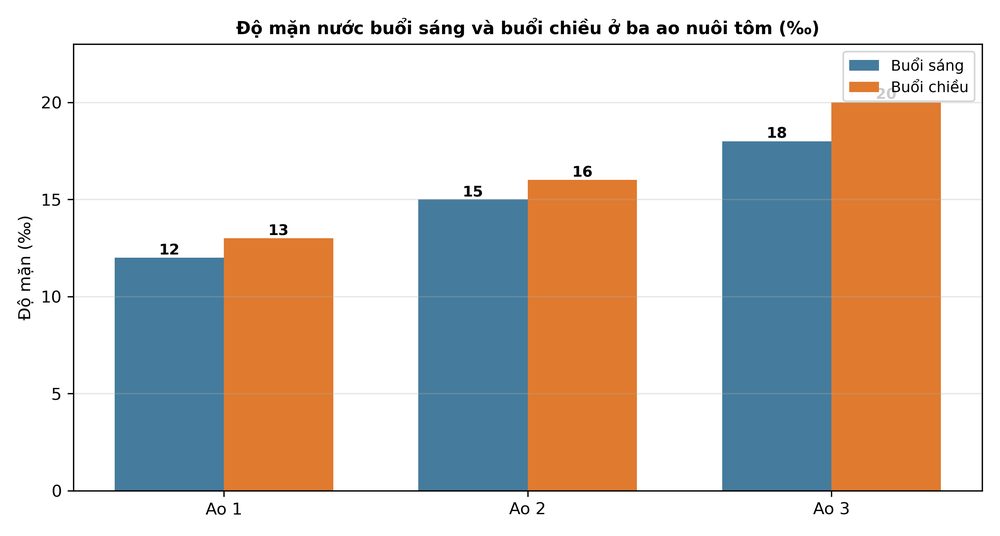 Độ mặn nước buổi sáng và buổi chiều ở ba ao nuôi tôm (‰)
Buổi sáng
Buổi chiều
Độ mặn (‰)
20
15
10
5
0
12
13
15
16
18
20
Ao 1
Ao 2
Ao 3